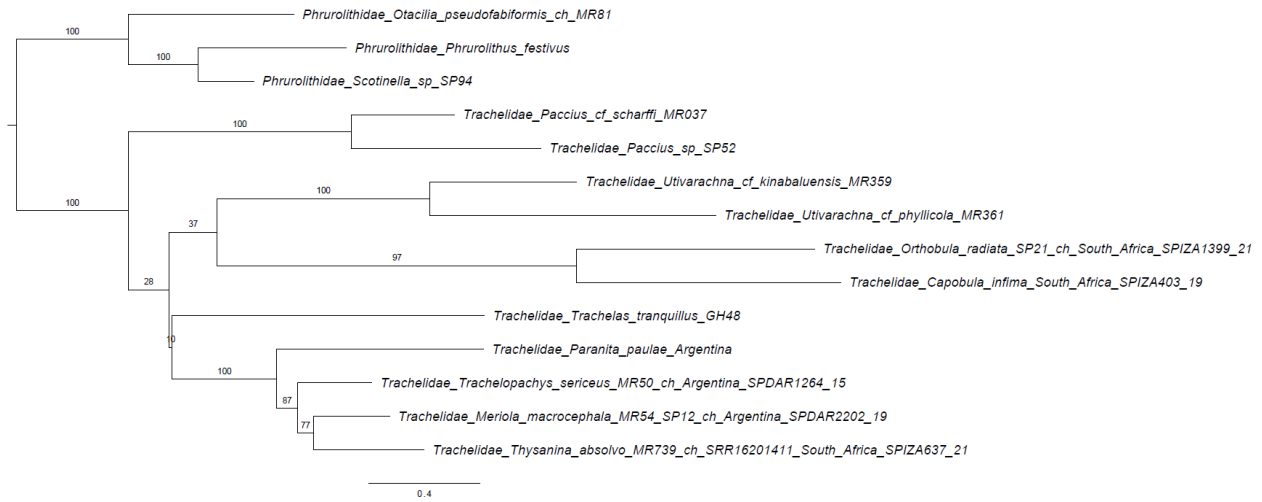 Phrurolithidae_Otacilia_pseudofabiformis_ch_MR81
100
Phrurolithidae_Phrurolithus_festivus
100
Phrurolithidae_Scotinella_sp_SP94
Trachelidae_Paccius_cf_scharffi_MR037
100
Trachelidae_Paccius_sp_SP52
Trachelidae_Utivarachna_cf_kinabaluensis_MR359
100
100
Trachelidae_Utivarachna_cf_phyllicola_MR361
37
Trachelidae_Orthobula_radiata_SP21_ch_South_Africa_SPIZA1399_21
97
Trachelidae_Capobula_infima_South_Africa_SPIZA403_19
28
Trachelidae_Trachelas_tranquillus_GH48
10
Trachelidae_Paranita_paulae_Argentina
100
Trachelidae_Trachelopachys_sericeus_MR50_ch_Argentina_SPDAR1264_15
87
Trachelidae_Meriola_macrocephala_MR54_SP12_ch_Argentina_SPDAR2202_19
77
Trachelidae_Thysanina_absolvo_MR739_ch_SRR16201411_South_Africa_SPIZA637_21
0.4